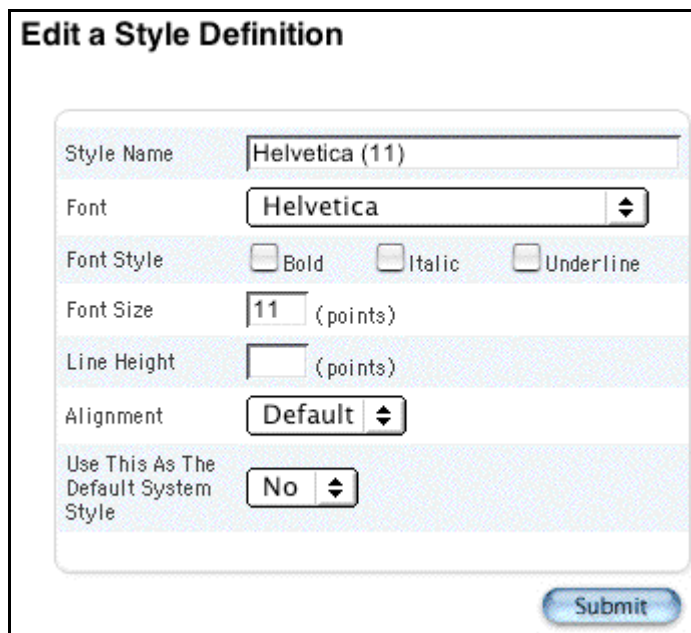 Edit a Style Definition
Style Name Helvetica (11)
Font Helvetica
Font Style Bold Italic Underline
Font Size 11 (points)
Line Height (points)
Alignment Default
Use This As The
Default System
Style No
Submit